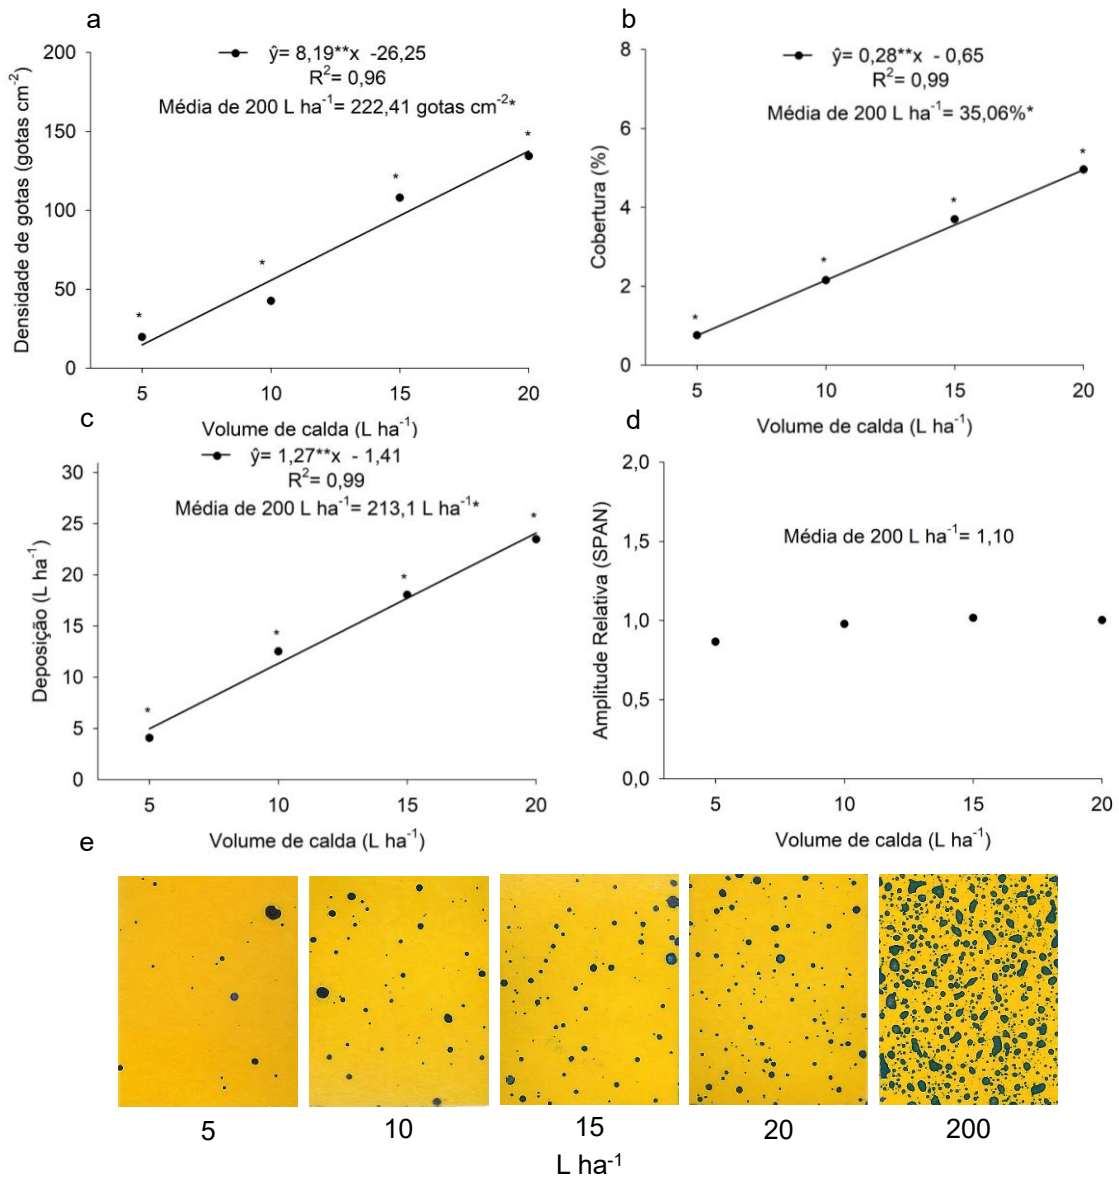 a
ŷ= 8,19**x -26,25
R²= 0,96
Média de 200 L ha⁻¹= 222,41 gotas cm⁻²*
Densidade de gotas (gotas cm⁻²)
200
150
100
50
0
* * * *
5 10 15 20
Volume de calda (L ha⁻¹)
b
ŷ= 0,28**x - 0,65
R²= 0,99
Média de 200 L ha⁻¹= 35,06%*
Cobertura (%)
8
6
4
2
0
* * * *
5 10 15 20
Volume de calda (L ha⁻¹)
c
ŷ= 1,27**x - 1,41
R²= 0,99
Média de 200 L ha⁻¹= 213,1 L ha⁻¹*
Deposição (L ha⁻¹)
30
25
20
15
10
5
0
* * * *
5 10 15 20
Volume de calda (L ha⁻¹)
d
Média de 200 L ha⁻¹= 1,10
Amplitude Relativa (SPAN)
2,0
1,5
1,0
0,5
0,0
5 10 15 20
Volume de calda (L ha⁻¹)
e
5 10 15 20 200
L ha⁻¹